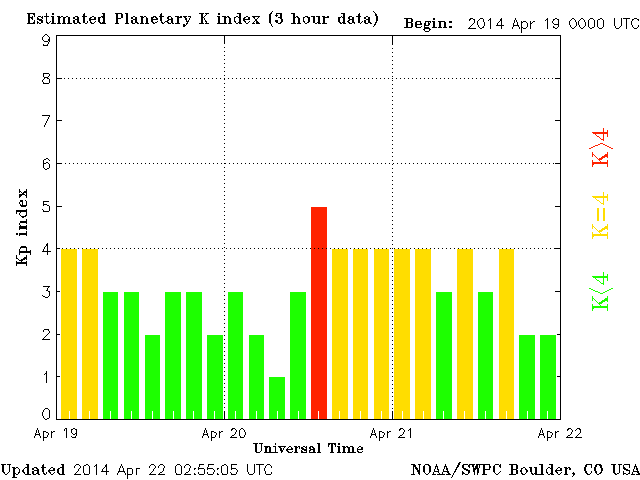 Estimated Planetary K index (3 hour data)
Begin: 2014 Apr 19 0000 UTC
9
8
7
6
5
4
3
2
1
0
Kp index
K>4
K=4
K<4
Apr 19
Apr 20
Apr 21
Apr 22
Universal Time
Updated 2014 Apr 22 02:55:05 UTC
NOAA/SWPC Boulder, CO USA